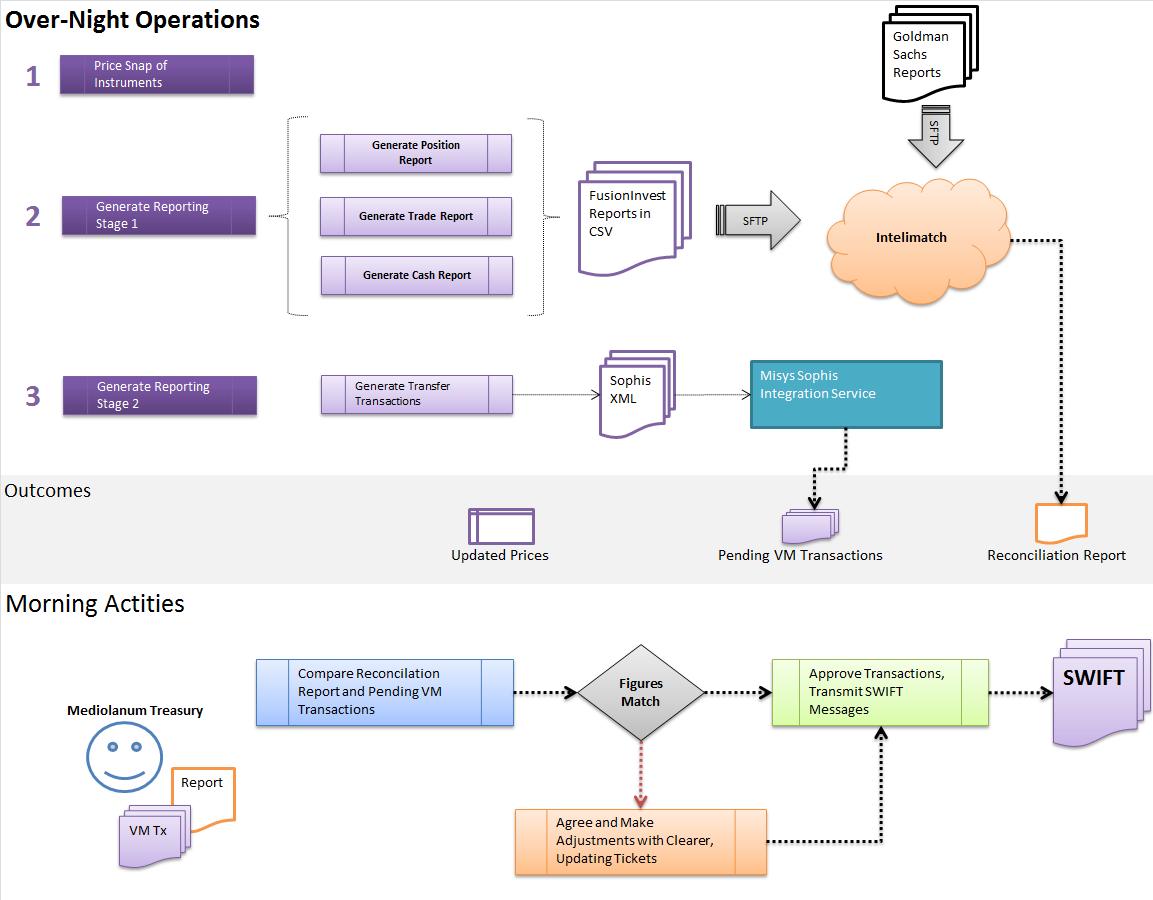 Over-Night Operations
Goldman
Sachs
Reports
1
Price Snap of
Instruments
SFTP
2
Generate Reporting
Stage 1
Generate Position
Report
Generate Trade Report
Generate Cash Report
FusionInvest
Reports in
CSV
SFTP
Intelimatch
3
Generate Reporting
Stage 2
Generate Transfer
Transactions
Sophis
XML
Misys Sophis
Integration Service
Outcomes
Updated Prices
Pending VM Transactions
Reconciliation Report
Morning Actities
Mediolanum Treasury
Report
VM Tx
Compare Reconcilation
Report and Pending VM
Transactions
Figures
Match
Approve Transactions,
Transmit SWIFT
Messages
SWIFT
Agree and Make
Adjustments with Clearer,
Updating Tickets